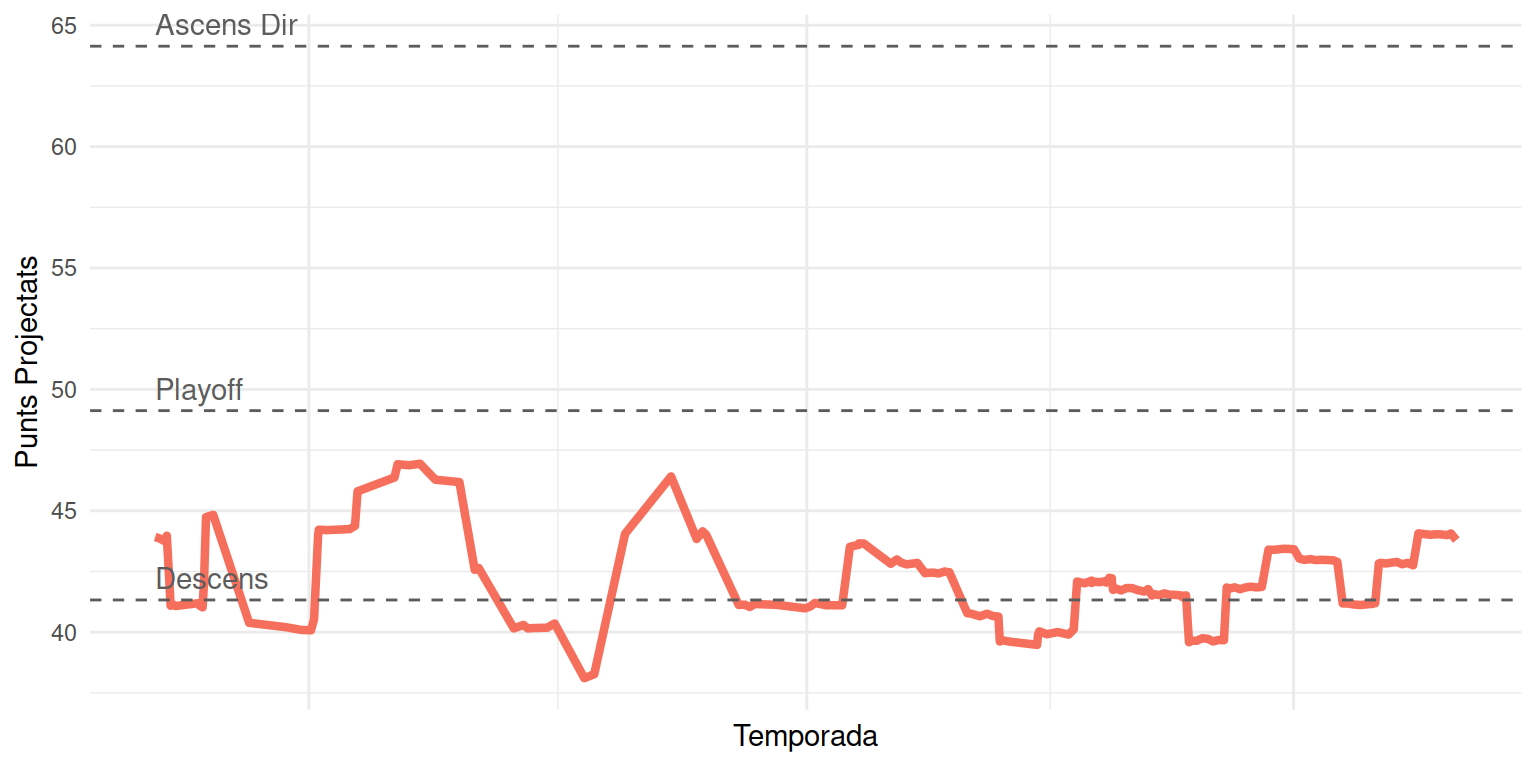 Punts Projectats
65
60
55
50
45
40
Ascens Dir
Playoff
Descens
Temporada